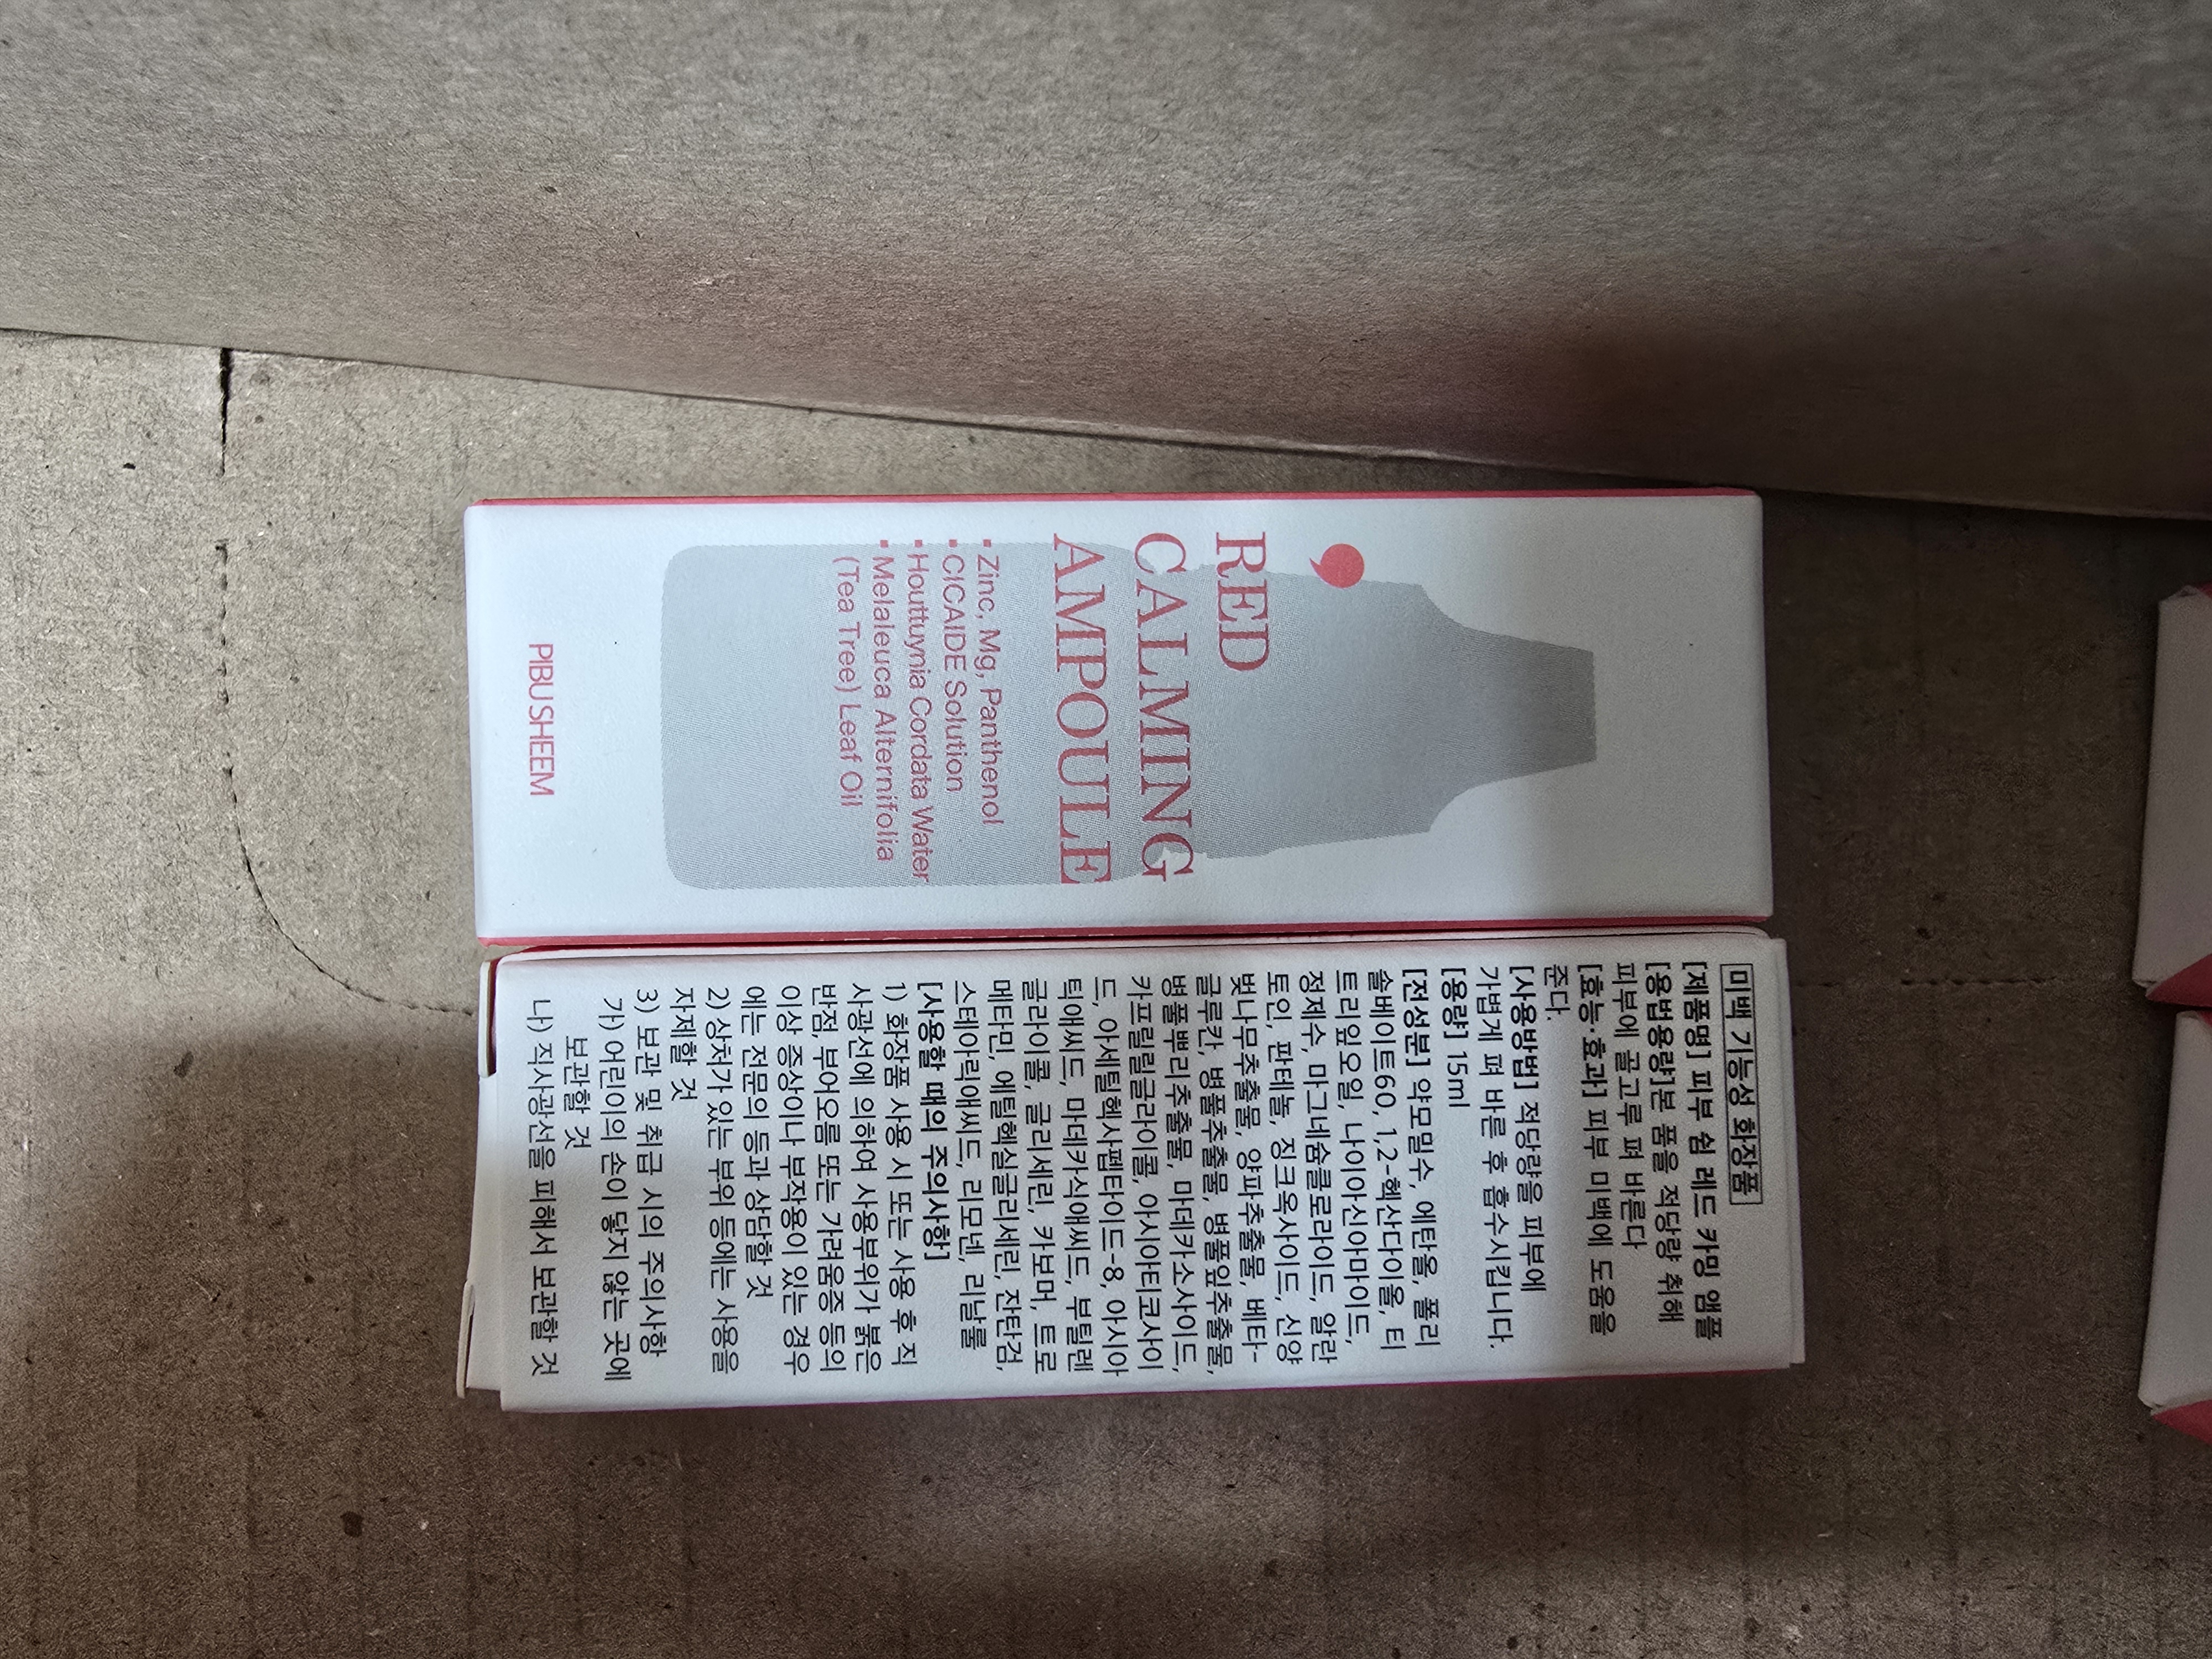 RED
CALMING
AMPOULE
▪ Zinc, Mg, Panthenol
▪ CICAIDE Solution
▪ Houttuynia Cordata Water
▪ Melaleuca Alternifolia
(Tea Tree) Leaf Oil
PIBU SHEEM
미백 기능성 화장품
[제품명] 피부 쉼 레드 카밍 앰플
[용법용량]본 품을 적당량 취해
피부에 골고루 펴 바른다
[효능·효과] 피부 미백에 도움을
준다.
[사용방법] 적당량을 피부에
가볍게 펴 바른 후 흡수시킵니다.
[용량] 15ml
[전성분] 약모밀수, 에탄올, 폴리
솔베이트60, 1,2-헥산다이올, 티
트리잎오일, 나이아신아마이드,
정제수, 마그네슘클로라이드, 알란
토인, 판테놀, 징크옥사이드, 신양
벚나무추출물, 양파추출물, 베타-
글루칸, 병풀추출물, 병풀잎추출물,
병풀뿌리추출물, 마데카소사이드,
카프릴릴글라이콜, 아시아티코사이
드, 아세틸헥사펩타이드-8, 아시아
틱애씨드, 마데카식애씨드, 부틸렌
글라이콜, 글리세린, 카보머, 트로
메타민, 에틸헥실글리세린, 잔탄검,
스테아릭애씨드, 리모넨, 리날룰
[사용할 때의 주의사항]
1) 화장품 사용 시 또는 사용 후 직
사광선에 의하여 사용부위가 붉은
반점, 부어오름 또는 가려움증 등의
이상 증상이나 부작용이 있는 경우
에는 전문의 등과 상담할 것
2) 상처가 있는 부위 등에는 사용을
자제할 것
3) 보관 및 취급 시의 주의사항
가) 어린이의 손이 닿지 않는 곳에
보관할 것
나) 직사광선을 피해서 보관할 것